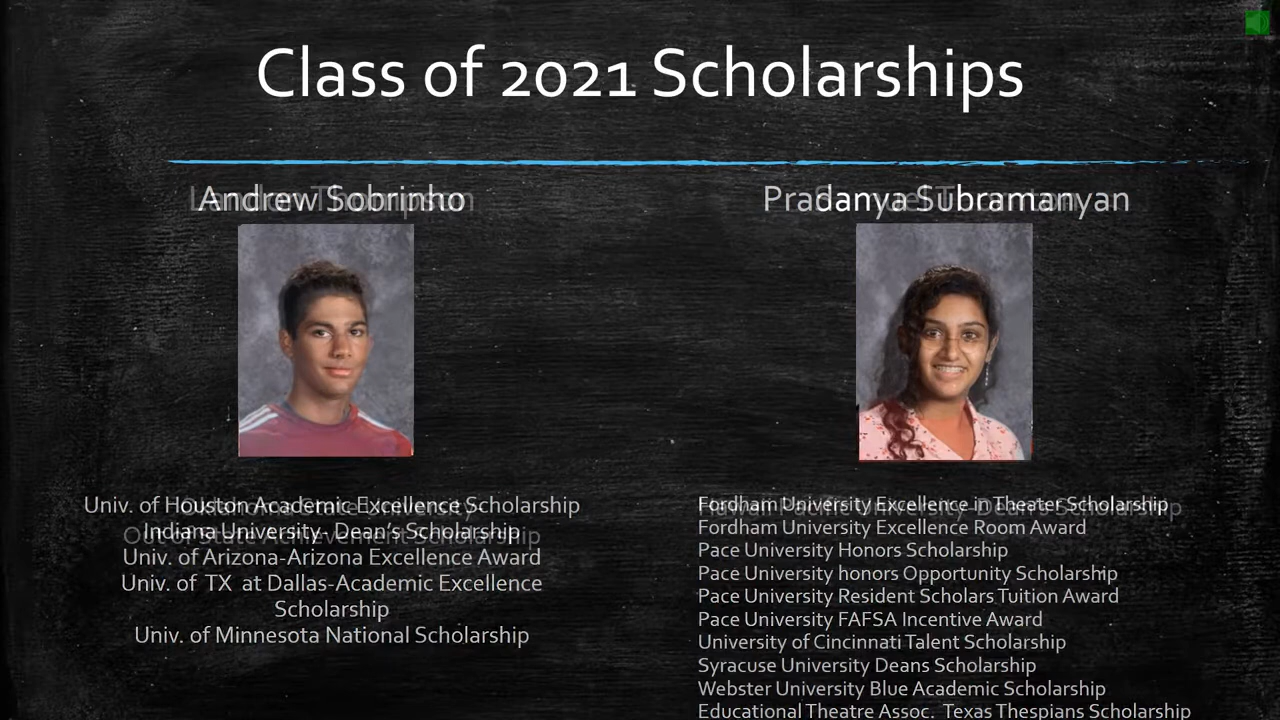 Class of 2021 Scholarships
Andrew Sobrinho
Pradanya Subramanyan
Univ. of Houston Academic Excellence Scholarship
Indiana University- Dean's Scholarship
Univ. of Arizona-Arizona Excellence Award
Univ. of TX at Dallas-Academic Excellence
Scholarship
Univ. of Minnesota National Scholarship
Fordham University Excellence in Theater Scholarship
Fordham University Excellence Room Award
Pace University Honors Scholarship
Pace University honors Opportunity Scholarship
Pace University Resident Scholars Tuition Award
Pace University FAFSA Incentive Award
University of Cincinnati Talent Scholarship
Syracuse University Deans Scholarship
Webster University Blue Academic Scholarship
Educational Theatre Assoc. Texas Thespians Scholarship